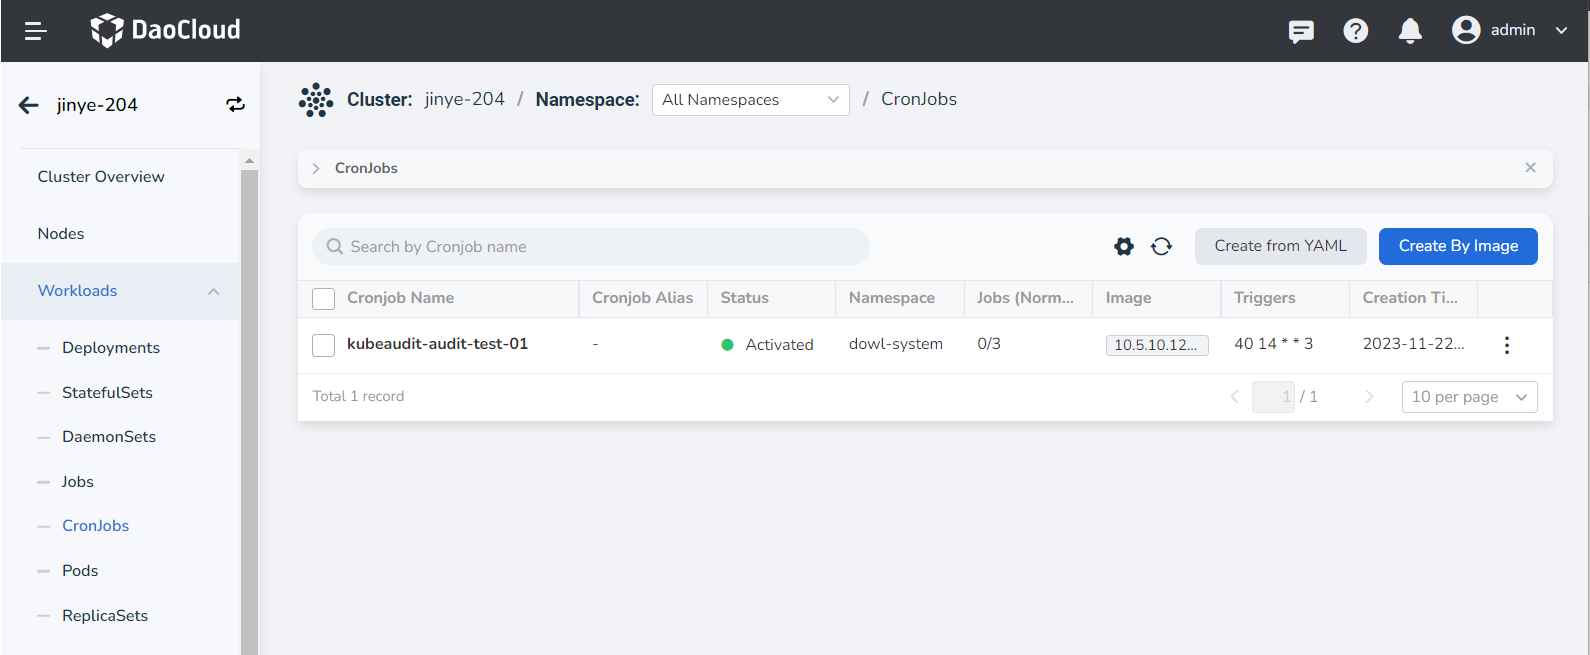 DaoCloud
admin
jinye-204
Cluster: jinye-204 / Namespace: All Namespaces / CronJobs
Cluster Overview
Nodes
Workloads
Deployments
StatefulSets
DaemonSets
Jobs
CronJobs
Pods
ReplicaSets
CronJobs
Search by Cronjob name
Create from YAML
Create By Image
Cronjob Name Cronjob Alias Status Namespace Jobs (Norm... Image Triggers Creation Ti...
kubeaudit-audit-test-01 - Activated dowl-system 0/3 10.5.10.12... 40 14 * * 3 2023-11-22...
Total 1 record
1 / 1
10 per page